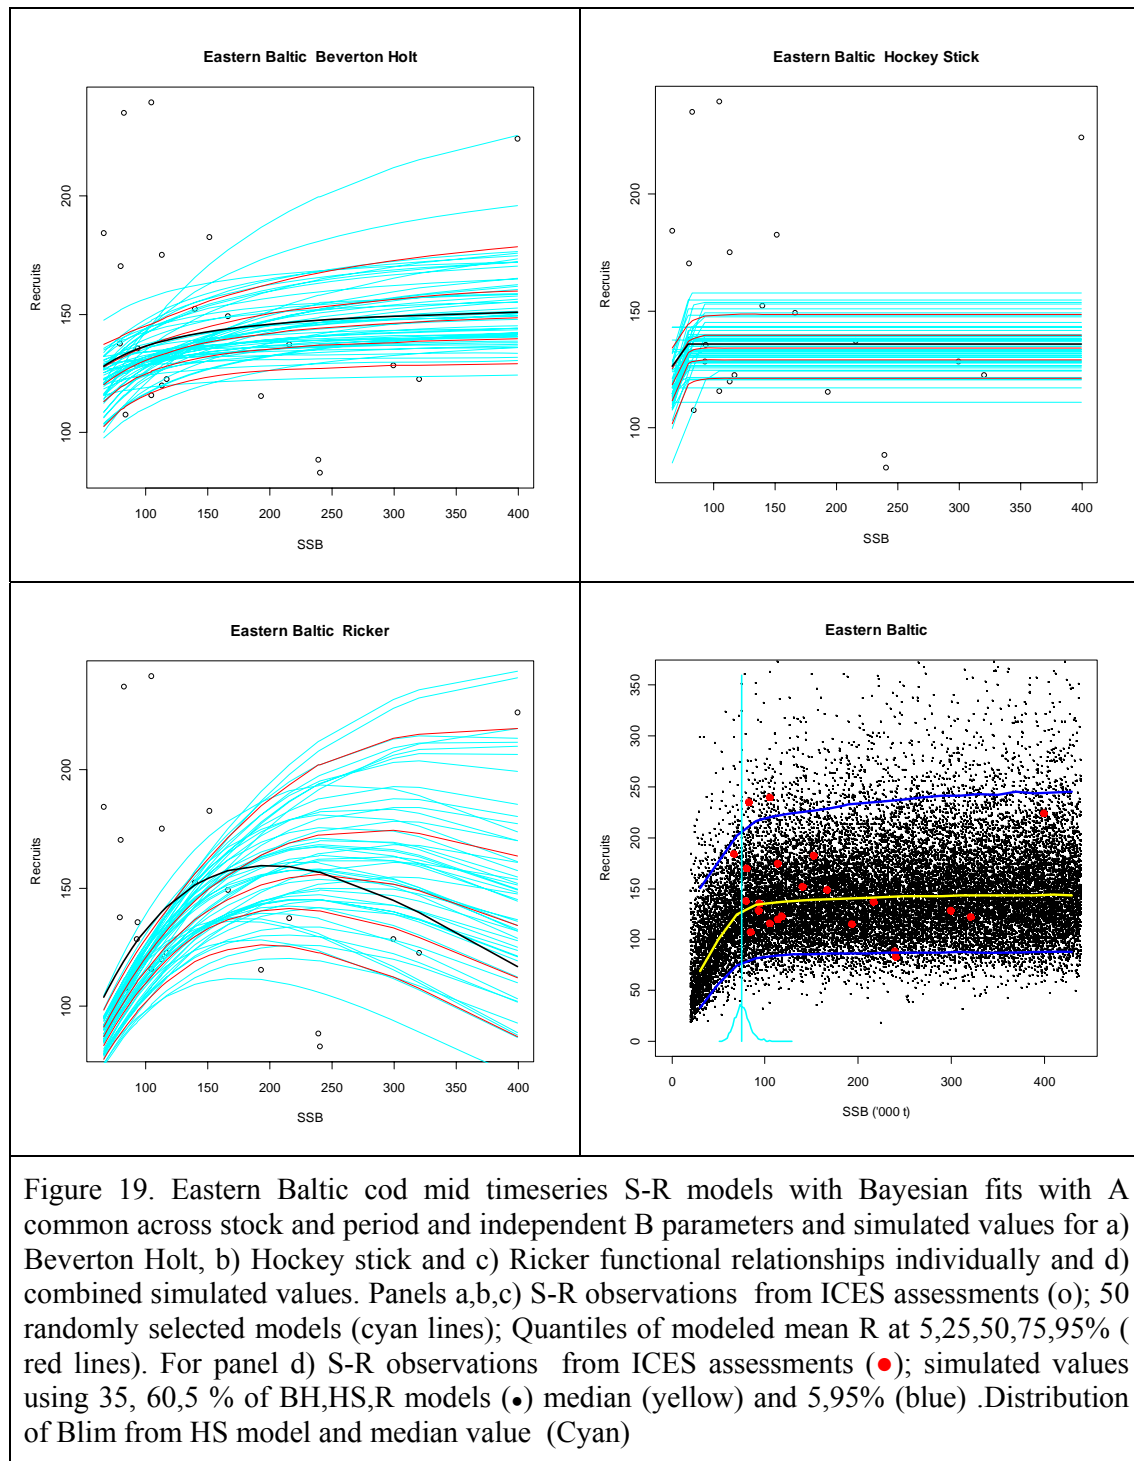 Eastern Baltic Beverton Holt
Recruits
200
150
100
100 150 200 250 300 350 400
SSB
Eastern Baltic Hockey Stick
Recruits
200
150
100
100 150 200 250 300 350 400
SSB
Eastern Baltic Ricker
Recruits
200
150
100
100 150 200 250 300 350 400
SSB
Eastern Baltic
Recruits
350
300
250
200
150
100
50
0
0 100 200 300 400
SSB ('000 t)
Figure 19. Eastern Baltic cod mid timeseries S-R models with Bayesian fits with A
common across stock and period and independent B parameters and simulated values for a)
Beverton Holt, b) Hockey stick and c) Ricker functional relationships individually and d)
combined simulated values. Panels a,b,c) S-R observations from ICES assessments (o); 50
randomly selected models (cyan lines); Quantiles of modeled mean R at 5,25,50,75,95% (
red lines). For panel d) S-R observations from ICES assessments (●); simulated values
using 35, 60,5 % of BH,HS,R models (●) median (yellow) and 5,95% (blue) .Distribution
of Blim from HS model and median value (Cyan)